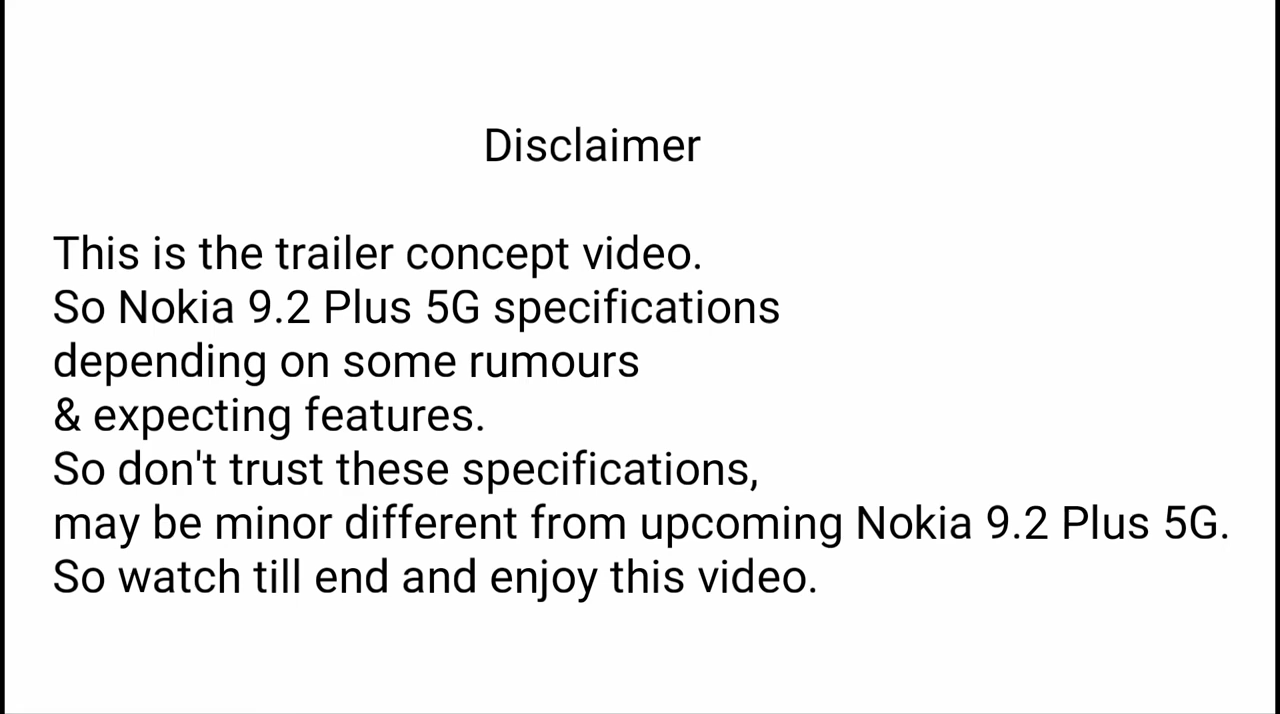 Disclaimer
This is the trailer concept video.
So Nokia 9.2 Plus 5G specifications
depending on some rumours
& expecting features.
So don't trust these specifications,
may be minor different from upcoming Nokia 9.2 Plus 5G.
So watch till end and enjoy this video.